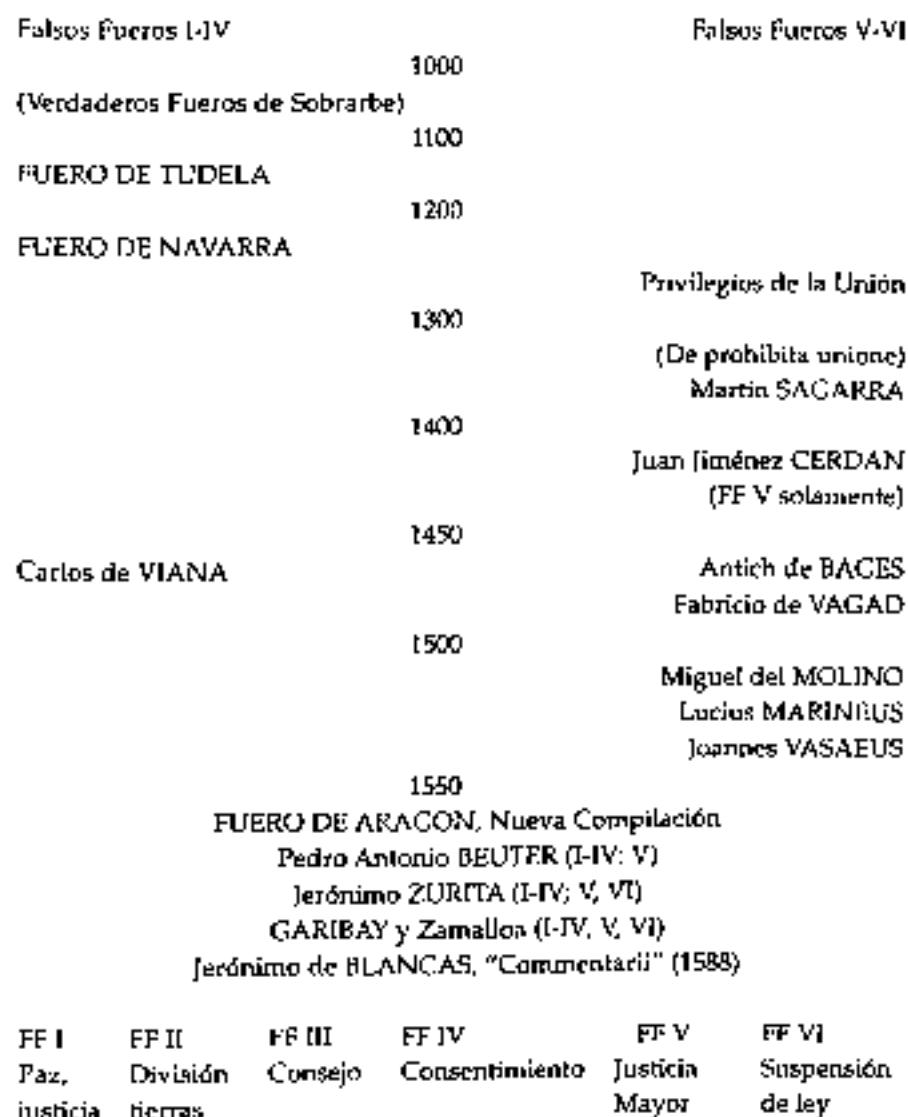 Falsos Fueros I-IV Falsos Fueros V-VI
1000
(Verdaderos Fueros de Sobrarbe)
1100
FUERO DE TUDELA
1200
FUERO DE NAVARRA
Privilegios de la Unión
1300
(De prohibita unione)
Martin SAGARRA
1400
Juan Jiménez CERDAN
(FF V solamente)
1450
Carlos de VIANA Antich de BAGES
Fabricio de VAGAD
1500
Miguel del MOLINO
Lucius MARINEUS
Joannes VASAEUS
1550
FUERO DE ARAGON, Nueva Compilación
Pedro Antonio BEUTER (I-IV; V)
Jerónimo ZURITA (I-IV; V, VI)
GARIBAY y Zamalloa (I-IV, V, VI)
Jerónimo de BLANCAS, "Commentarii" (1588)
FF I FF II FF III FF IV FF V FF VI
Paz, División Consejo Consentimiento Justicia Suspensión
justicia tierras Mayor de ley